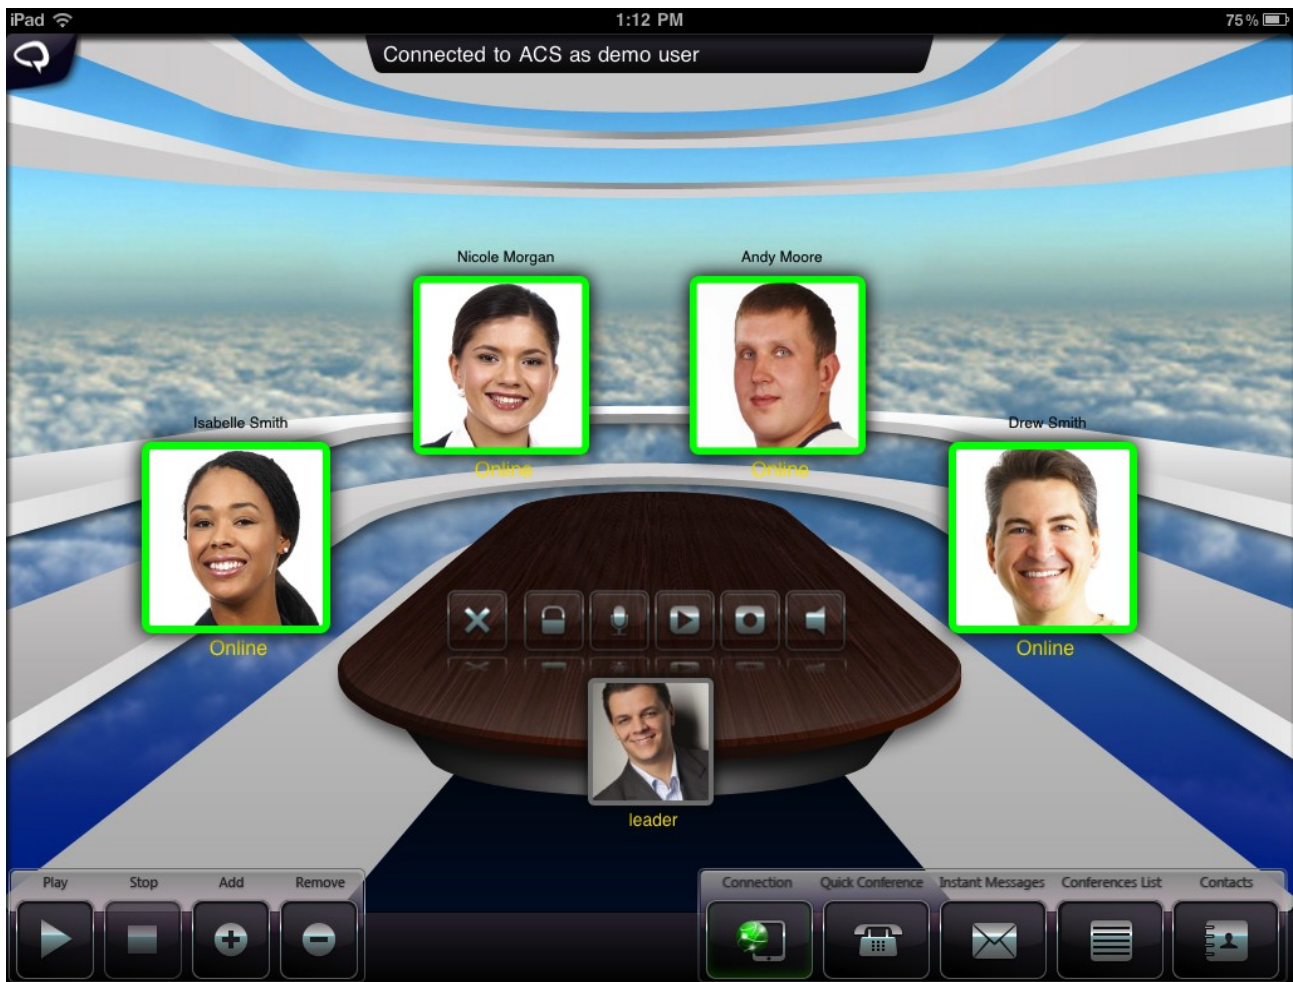 iPad
1:12 PM
75%
Connected to ACS as demo user
Nicole Morgan
Andy Moore
Online
Online
Isabelle Smith
Drew Smith
Online
Online
leader
Play
Stop
Add
Remove
Connection
Quick Conference
Instant Messages
Conferences List
Contacts